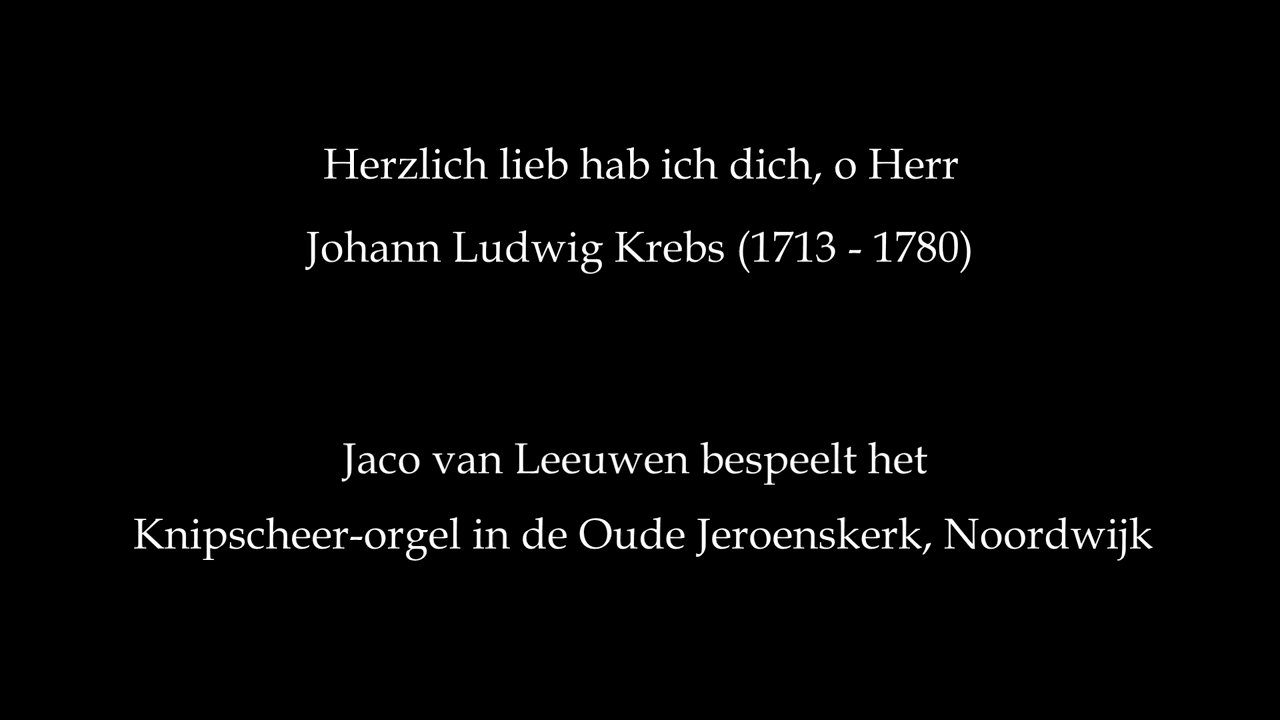 Herzlich lieb hab ich dich, o Herr
Johann Ludwig Krebs (1713 - 1780)
Jaco van Leeuwen bespeelt het
Knipscheer-orgel in de Oude Jeroenskerk, Noordwijk